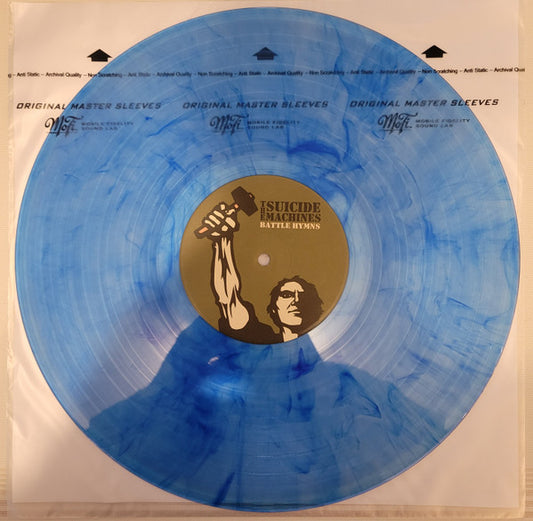 ng – Anti Static – Archival Quality – Non Scratching – Anti Static – Archival Quality – Non Scratching – Anti Static – Archival Quality – Non Scratching – Anti Static – Archival Qua
ORIGINAL MASTER SLEEVES ORIGINAL MASTER SLEEVES ORIGINAL MASTER SLEEVES
MoFi MOBILE FIDELITY SOUND LAB MoFi MOBILE FIDELITY SOUND LAB MoFi MOBILE FIDELITY SOUND LAB
THE SUICIDE
MACHINES
BATTLE HYMNS